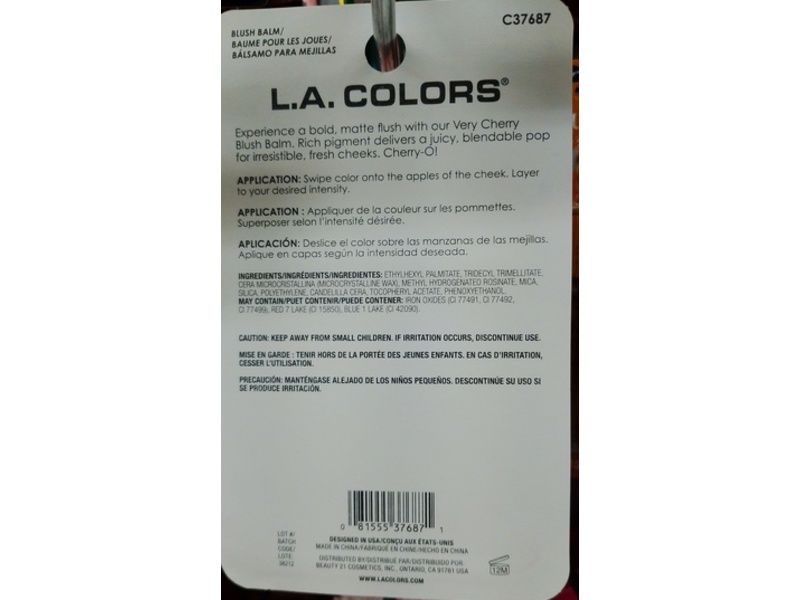 BLUSH BALM/
BAUME POUR LES JOUES/
BÁLSAMO PARA MEJILLAS
C37687
L.A. COLORS®
Experience a bold, matte flush with our Very Cherry
Blush Balm. Rich pigment delivers a juicy, blendable pop
for irresistible, fresh cheeks. Cherry-O!
APPLICATION: Swipe color onto the apples of the cheek. Layer
to your desired intensity.
APPLICATION : Appliquer de la couleur sur les pommettes.
Superposer selon l'intensité désirée.
APLICACIÓN: Deslice el color sobre las manzanas de las mejillas.
Aplique en capas según la intensidad deseada.
INGREDIENTS/INGRÉDIENTS/INGREDIENTES: ETHYLHEXYL PALMITATE, TRIDECYL TRIMELLITATE,
CERA MICROCRISTALLINA (MICROCRYSTALLINE WAX), METHYL HYDROGENATED ROSINATE, MICA,
SILICA, POLYETHYLENE, CANDELILLA CERA, TOCOPHERYL ACETATE, PHENOXYETHANOL.
MAY CONTAIN/PUET CONTENIR/PUEDE CONTENER: IRON OXIDES (CI 77491, CI 77492,
CI 77499), RED 7 LAKE (CI 15850), BLUE 1 LAKE (CI 42090).
CAUTION: KEEP AWAY FROM SMALL CHILDREN. IF IRRITATION OCCURS, DISCONTINUE USE.
MISE EN GARDE : TENIR HORS DE LA PORTÉE DES JEUNES ENFANTS. EN CAS D'IRRITATION,
CESSER L'UTILISATION.
PRECAUCIÓN: MANTÉNGASE ALEJADO DE LOS NIÑOS PEQUEÑOS. DESCONTINÚE SU USO SI
SE PRODUCE IRRITACIÓN.
0 81555 37687 1
LOT #/
BATCH
CODE/
LOTE
DESIGNED IN USA/CONÇU AUX ÉTATS-UNIS
MADE IN CHINA/FABRIQUÉ EN CHINE/HECHO EN CHINA
DISTRIBUTED BY/DISTRIBUÉ PAR/DISTRIBUIDO POR
BEAUTY 21 COSMETICS, INC., ONTARIO, CA 91761 USA
WWW.LACOLORS.COM
12M